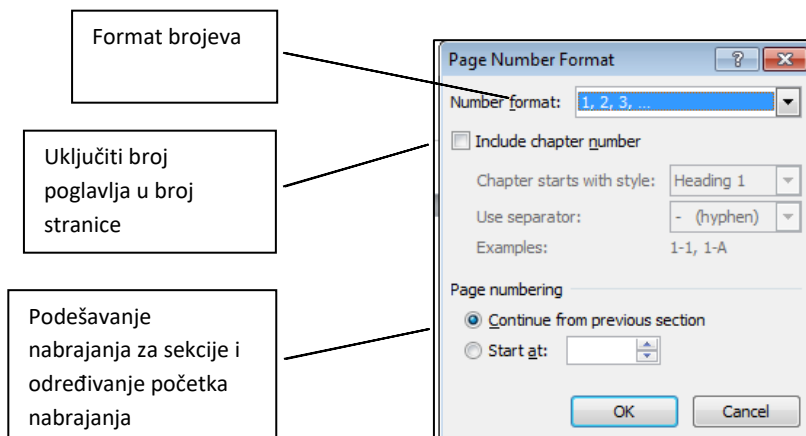 Format brojeva
Uključiti broj
poglavlja u broj
stranice
Podešavanje
nabrajanja za sekcije i
određivanje početka
nabrajanja
Page Number Format
Number format: 1, 2, 3, ...
Include chapter number
Chapter starts with style: Heading 1
Use separator: - (hyphen)
Examples: 1-1, 1-A
Page numbering
Continue from previous section
Start at:
OK Cancel